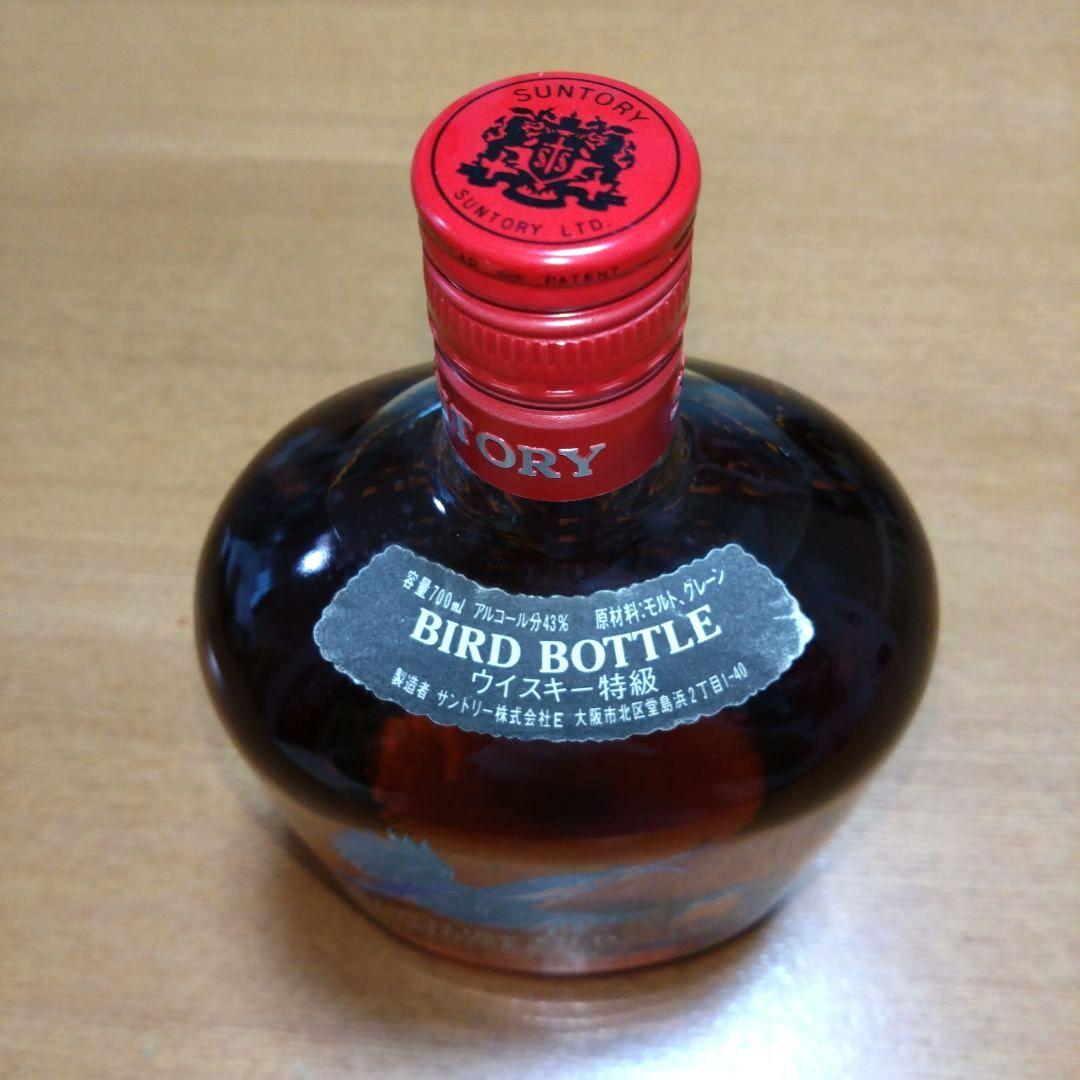 SUNTORY
SS
SUNTORY LTD.
PATENT
TORY
容量700ml アルコール分43% 原材料:モルト、グレーン
BIRD BOTTLE
ウイスキー特級
製造者 サントリー株式会社E 大阪市北区堂島浜2丁目1-40